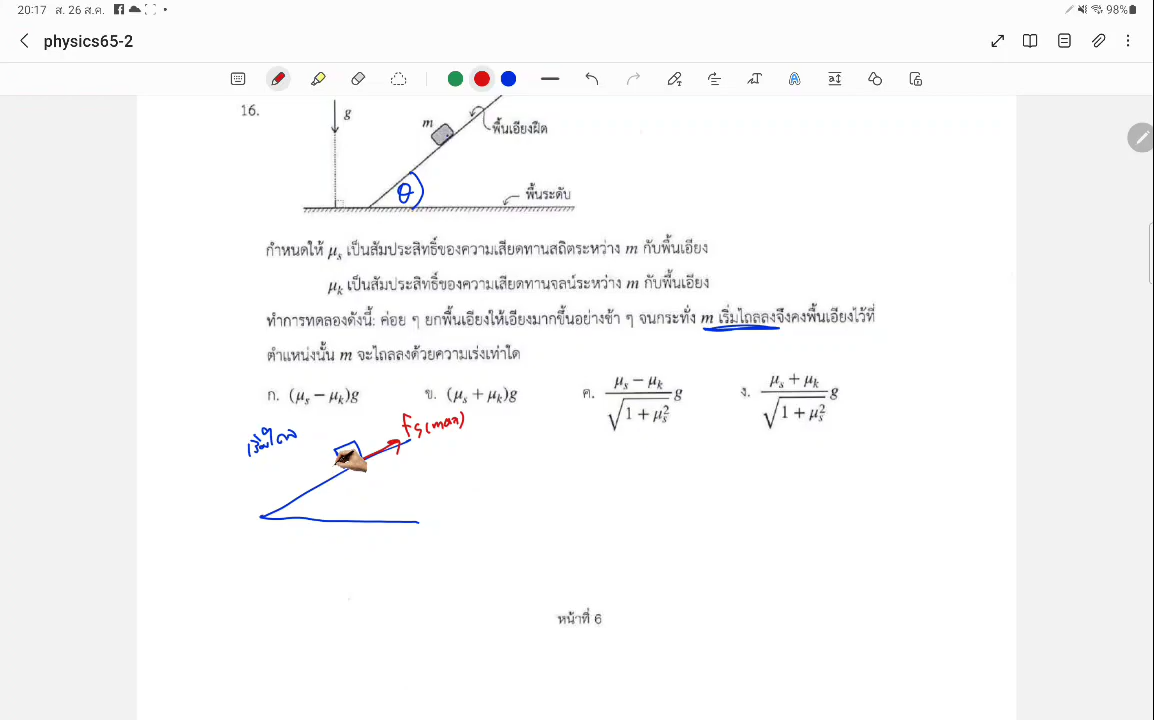 20:17 ส. 26 ส.ค. 98%
physics65-2
16.
g
m
พื้นเอียงฝืด
θ
พื้นระดับ
กำหนดให้ μₛ เป็นสัมประสิทธิ์ของความเสียดทานสถิตระหว่าง m กับพื้นเอียง
μₖ เป็นสัมประสิทธิ์ของความเสียดทานจลน์ระหว่าง m กับพื้นเอียง
ทำการทดลองดังนี้: ค่อย ๆ ยกพื้นเอียงให้เอียงมากขึ้นอย่างช้า ๆ จนกระทั่ง m เริ่มไถลลงจึงคงพื้นเอียงไว้ที่
ตำแหน่งนั้น m จะไถลลงด้วยความเร่งเท่าใด
ก. (μₛ − μₖ)g ข. (μₛ + μₖ)g ค. (μₛ − μₖ)/√(1 + μₛ²) g ง. (μₛ + μₖ)/√(1 + μₛ²) g
เริ่มไถล
fs(max)
หน้าที่ 6